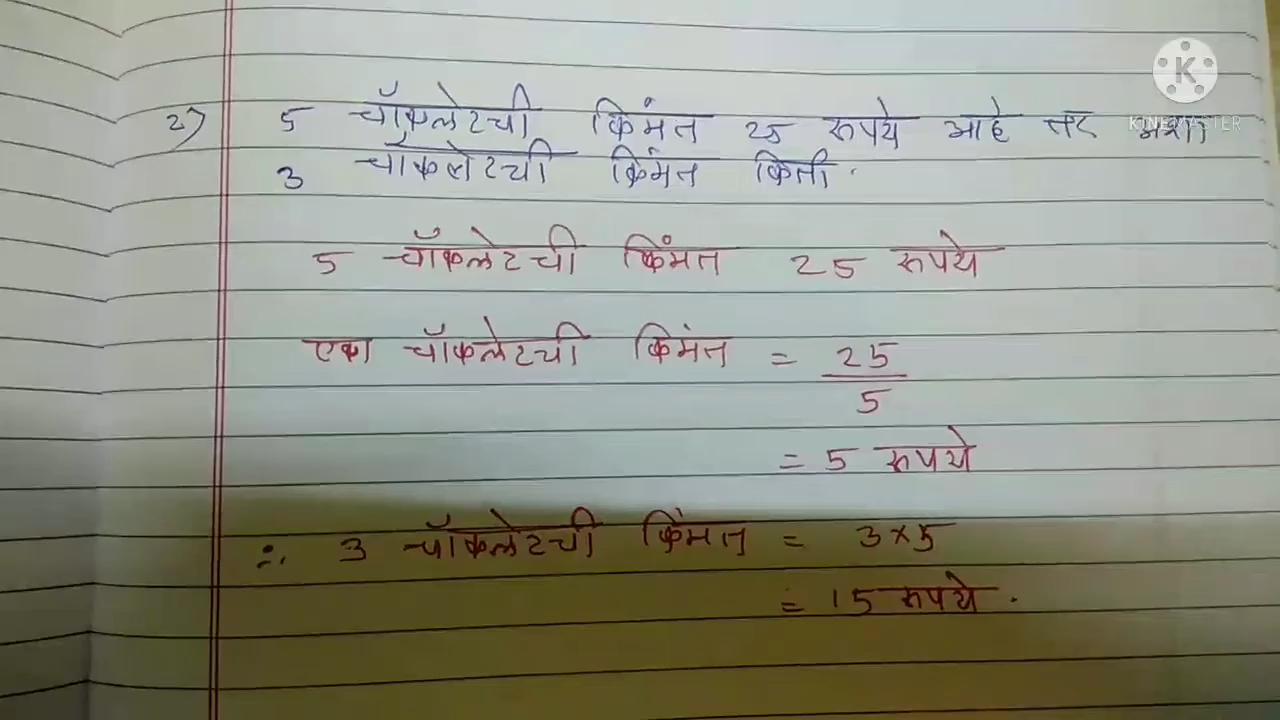 2) 5 चॉकलेटची किंमत 25 रूपये आहे तर अशा
3 चॉकलेटची किंमत किती.
5 चॉकलेटची किंमत 25 रूपये
एका चॉकलेटची किंमत = 25
5
= 5 रूपये
∴ 3 चॉकलेटची किंमत = 3×5
= 15 रूपये.
K
KINEMASTER